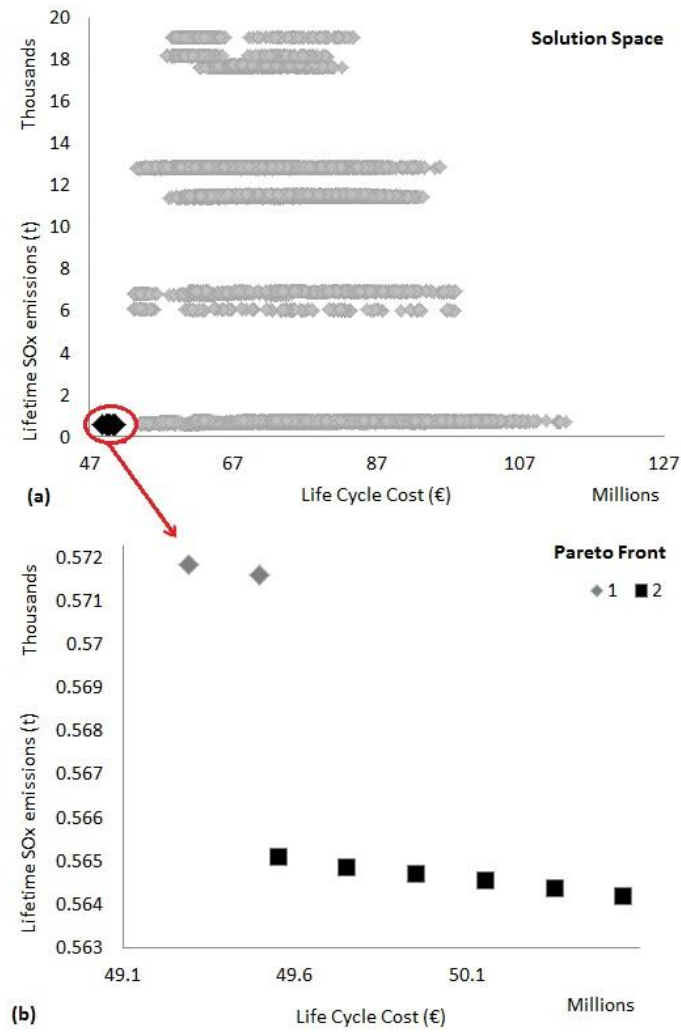 20
18
16
14
12
10
8
6
4
2
0
Thousands
Lifetime SOx emissions (t)
Solution Space
47 67 87 107 127
(a)
Life Cycle Cost (€)
Millions
0.572
0.571
0.57
0.569
0.568
0.567
0.566
0.565
0.564
0.563
Thousands
Lifetime SOx emissions (t)
Pareto Front
1 2
49.1 49.6 50.1
(b)
Life Cycle Cost (€)
Millions